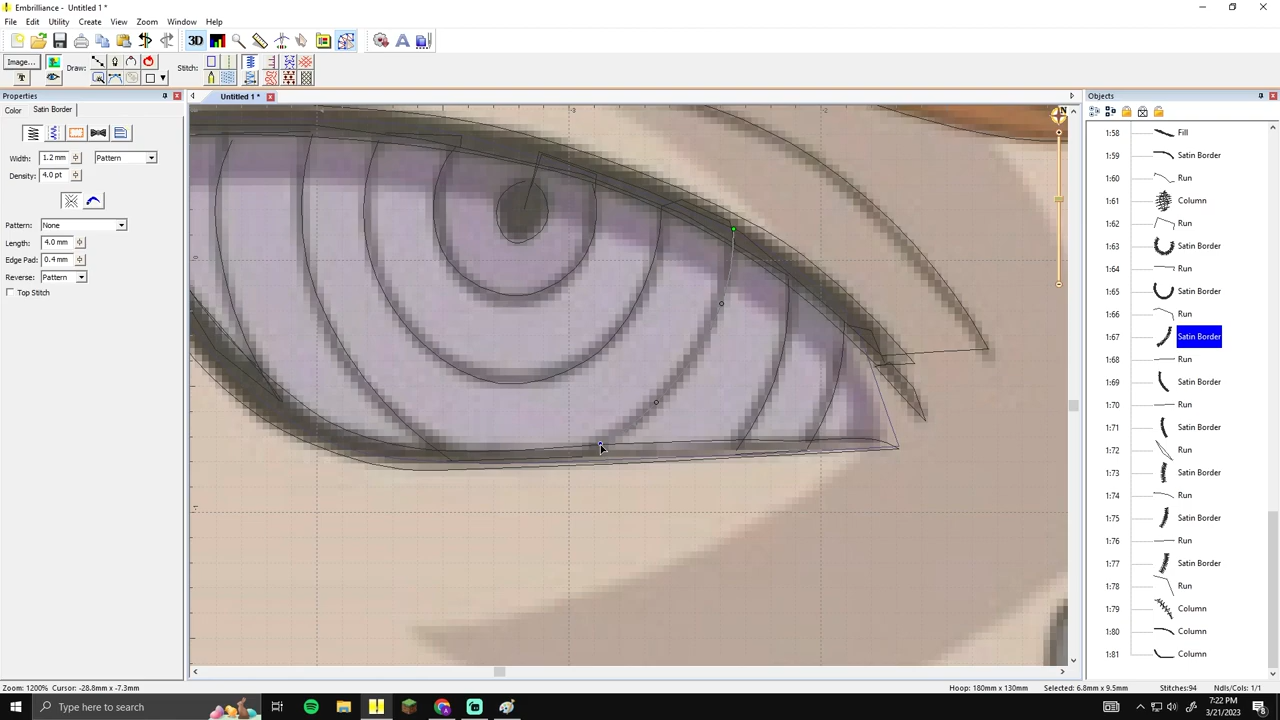 Embrilliance - Untitled 1 *
File Edit Utility Create View Zoom Window Help
3D
Image... Draw: Stitch:
Properties
Untitled 1 *
Objects
Color Satin Border
Width: 1.2 mm Pattern
Density: 4.0 pt
Pattern: None
Length: 4.0 mm
Edge Pad: 0.4 mm
Reverse: Pattern
Top Stitch
N
-3
-2
0
1:58 Fill
1:59 Satin Border
1:60 Run
1:61 Column
1:62 Run
1:63 Satin Border
1:64 Run
1:65 Satin Border
1:66 Run
1:67 Satin Border
1:68 Run
1:69 Satin Border
1:70 Run
1:71 Satin Border
1:72 Run
1:73 Satin Border
1:74 Run
1:75 Satin Border
1:76 Run
1:77 Satin Border
1:78 Run
1:79 Column
1:80 Column
1:81 Column
Zoom: 1200% Cursor: -28.8mm x -7.3mm
Hoop: 180mm x 130mm Selected: 6.8mm x 9.5mm Stitches:94 Ndls/Cols: 1/1
Type here to search
7:22 PM
3/21/2023